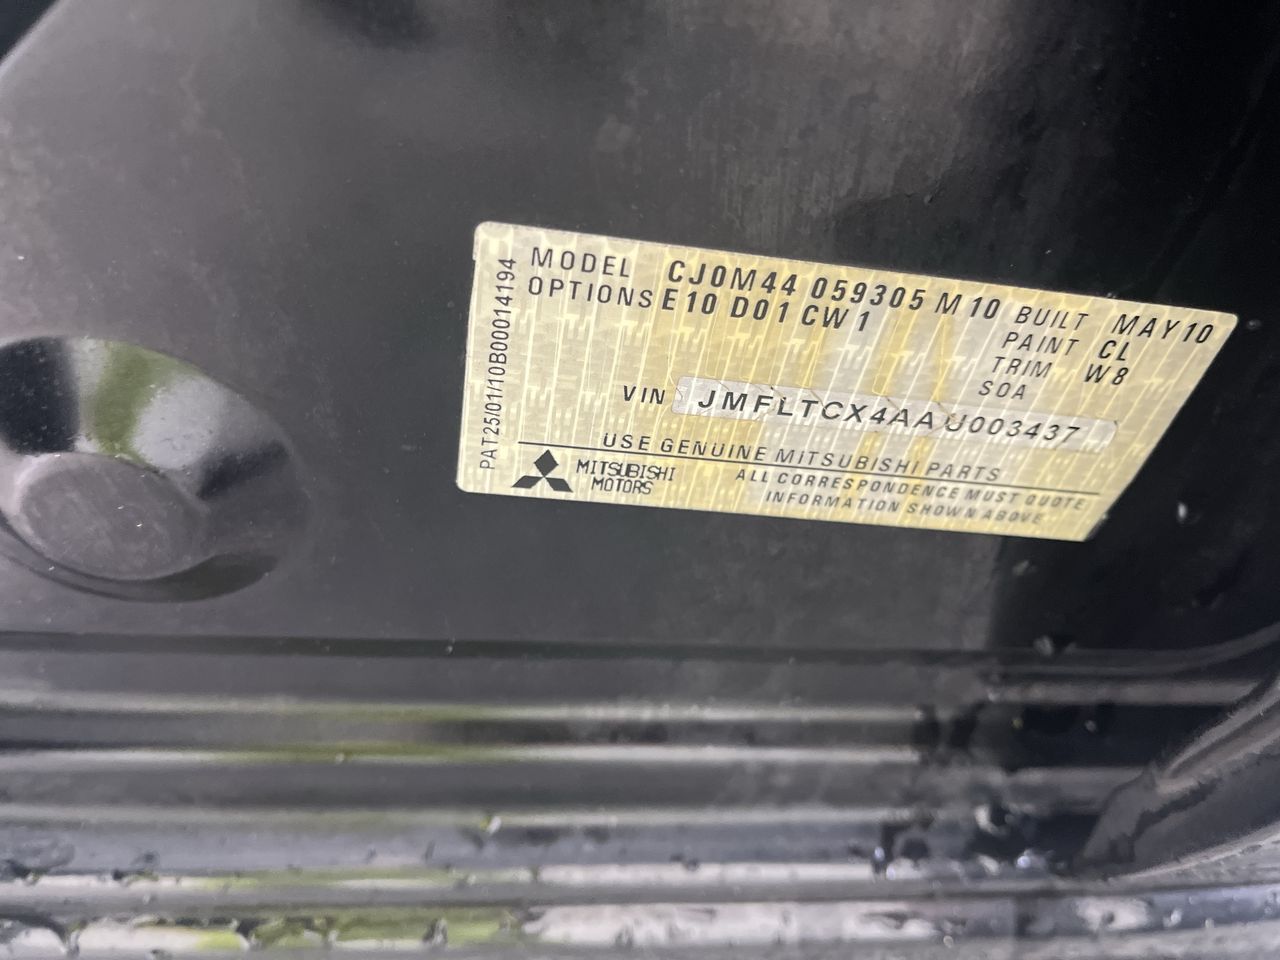 MODEL CJ0M44 059305 M10 BUILT MAY10
OPTIONS E10 D01 CW1 PAINT CL
TRIM W8
SOA
VIN JMFLTCX4AAU003437
USE GENUINE MITSUBISHI PARTS
MITSUBISHI
MOTORS
ALL CORRESPONDENCE MUST QUOTE
INFORMATION SHOWN ABOVE
PAT25/01/10B00014194